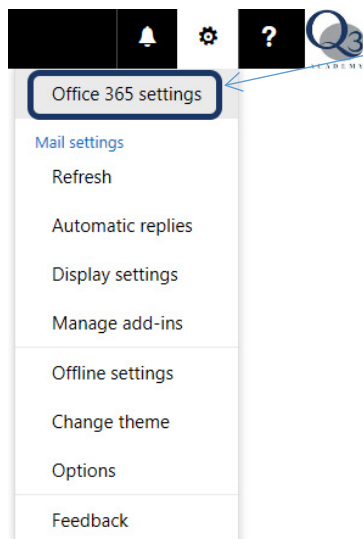 ?
Q3
ACADEMY
Office 365 settings
Mail settings
Refresh
Automatic replies
Display settings
Manage add-ins
Offline settings
Change theme
Options
Feedback